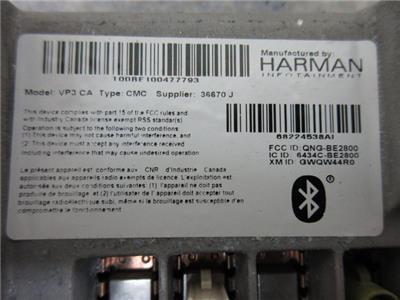 Manufactured by:
HARMAN
INFOTAINMENT
100BE100477793
Model: VP3 CA Type: CMC Supplier: 36670 J
This device complies with part 15 of the FCC rules and
with Industry Canada license exempt RSS standar(s)
Operation is subject to the following two conditions:
(1) This device may not cause harmful interference, and
(2) This device must accept any interference received
including interference that may cause undesired operation
68224538AI
FCC ID: QNG-BE2800
IC ID: 6434C-BE2800
XM ID: GWQW44R0
Le présent appareil est conforme aux CNR d'Industrie Canada
applicables aux appareils radio exempts de licence. L'exploitation est
autorisée aux deux conditions suivantes: (1) l'appareil ne doit pas
produire de brouillage, et (2) l'utilisateur de l'appareil doit accepter tout
brouillage radioélectrique subi, même si le brouillage est susceptible d'en
compromettre le fonctionnement.